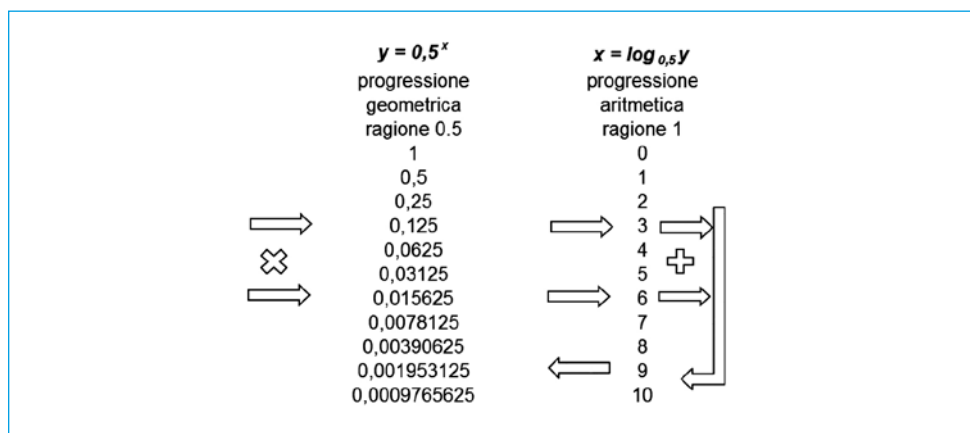 y = 0,5^x
progressione
geometrica
ragione 0.5
1
0,5
0,25
0,125
0,0625
0,03125
0,015625
0,0078125
0,00390625
0,001953125
0,0009765625
x = log 0,5 y
progressione
aritmetica
ragione 1
0
1
2
3
4
5
6
7
8
9
10